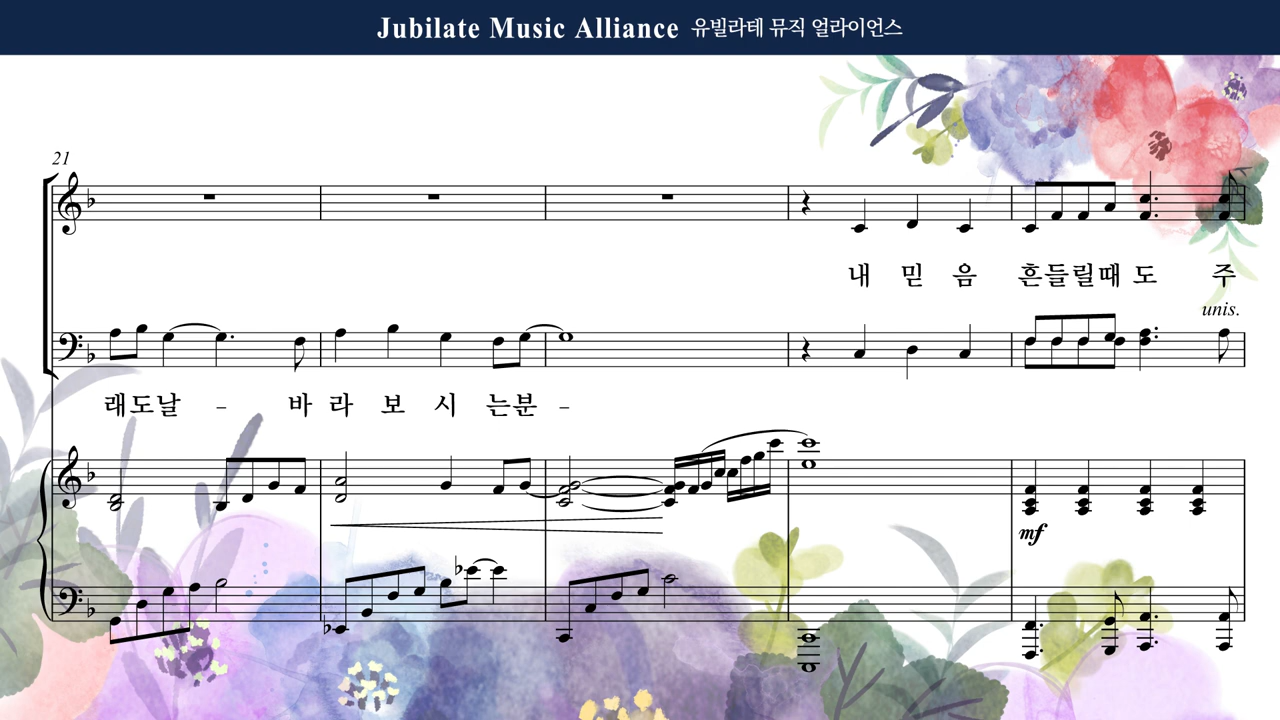 Jubilate Music Alliance 유빌라테 뮤직 얼라이언스
21
내 믿 음 흔들릴때 도 주
unis.
래도날 - 바 라 보 시 는분 -
mf